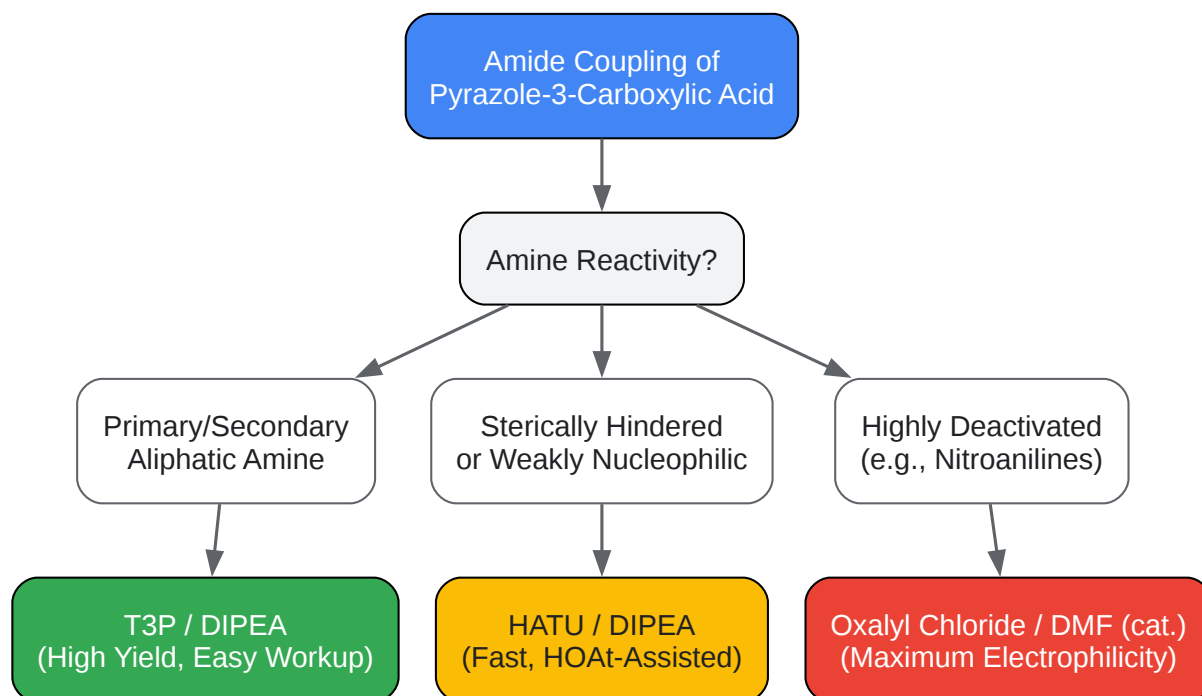 Amide Coupling of
Pyrazole-3-Carboxylic Acid
Amine Reactivity?
Primary/Secondary
Aliphatic Amine
Sterically Hindered
or Weakly Nucleophilic
Highly Deactivated
(e.g., Nitroanilines)
T3P / DIPEA
(High Yield, Easy Workup)
HATU / DIPEA
(Fast, HOAt-Assisted)
Oxalyl Chloride / DMF (cat.)
(Maximum Electrophilicity)